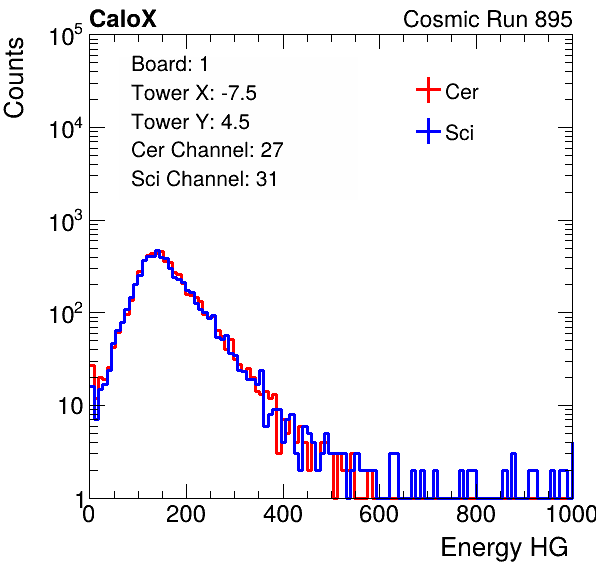 CaloX Cosmic Run 895
Counts
Board: 1
Tower X: -7.5
Tower Y: 4.5
Cer Channel: 27
Sci Channel: 31
Cer
Sci
10^5
10^4
10^3
10^2
10
1
0 200 400 600 800 1000
Energy HG